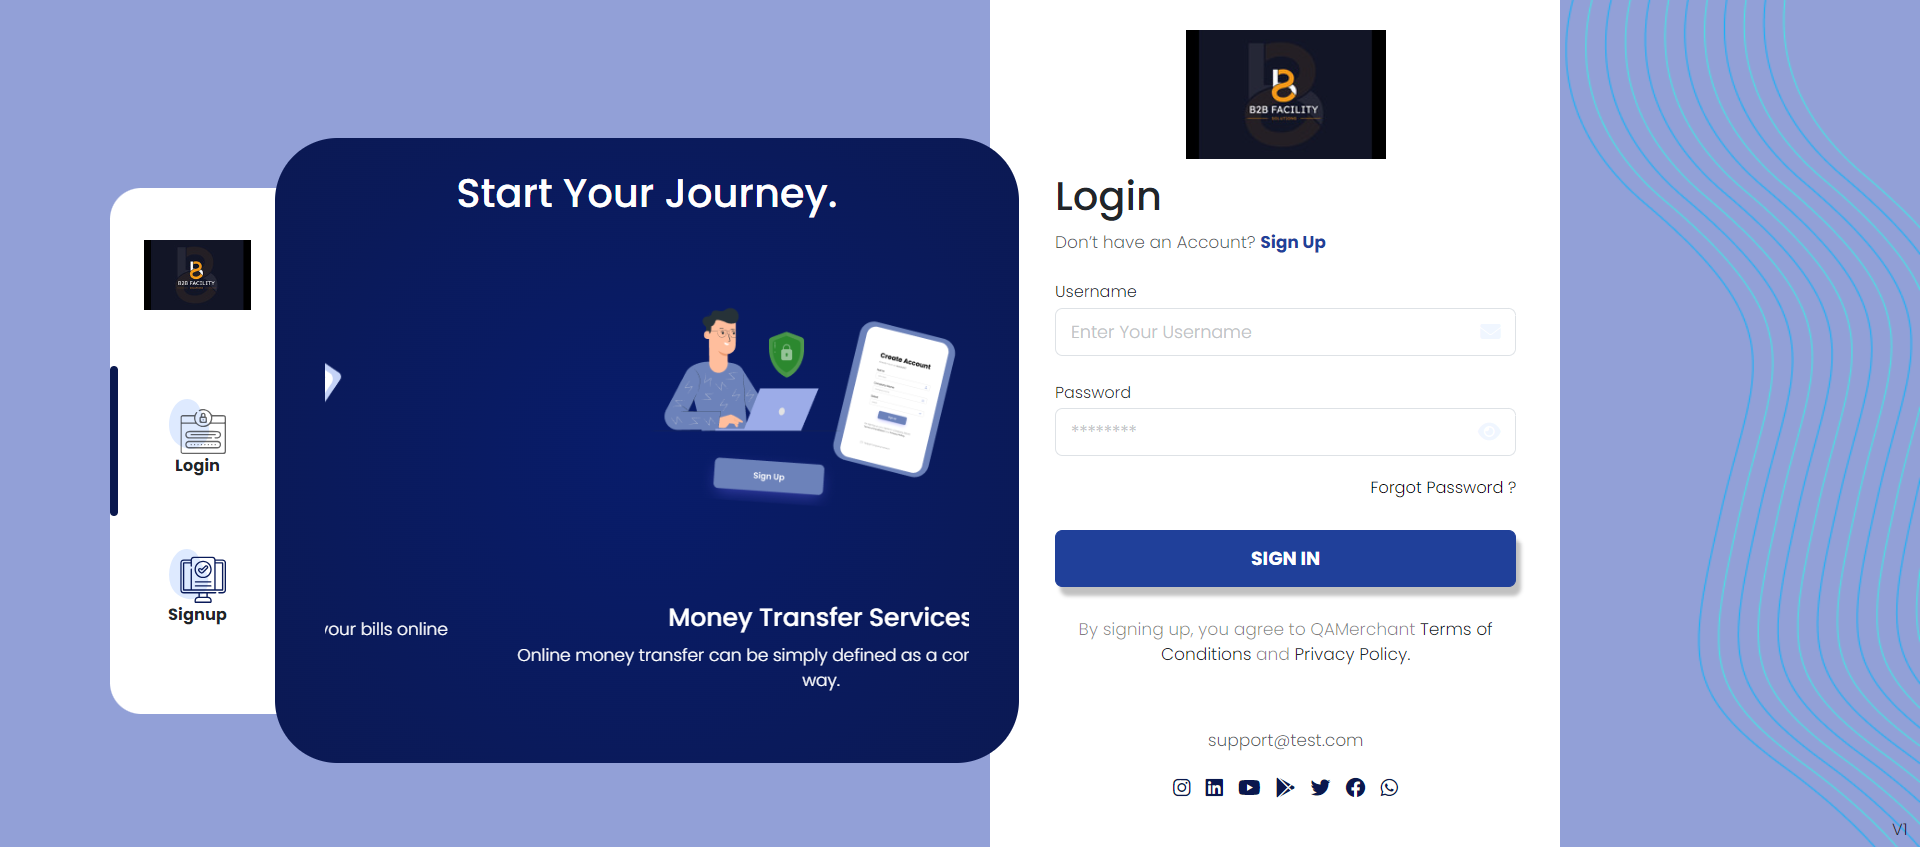 B2B FACILITY
Login
Signup
Start Your Journey.
Create Account
Sign Up
your bills online
Money Transfer Services
Online money transfer can be simply defined as a cor
way.
B2B FACILITY
SOLUTIONS
Login
Don't have an Account? Sign Up
Username
Enter Your Username
Password
********
Forgot Password ?
SIGN IN
By signing up, you agree to QAMerchant Terms of
Conditions and Privacy Policy.
support@test.com
V1